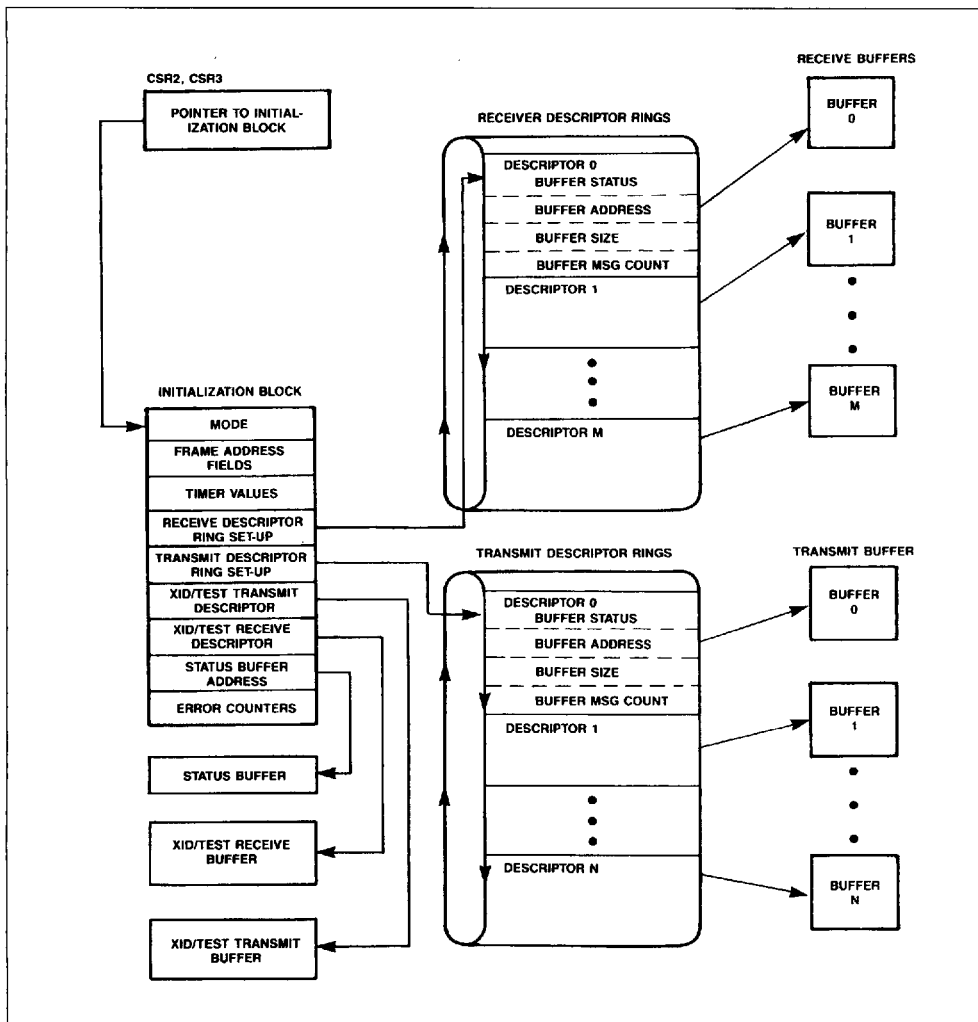 CSR2, CSR3
POINTER TO INITIAL-
IZATION BLOCK
INITIALIZATION BLOCK
MODE
FRAME ADDRESS
FIELDS
TIMER VALUES
RECEIVE DESCRIPTOR
RING SET-UP
TRANSMIT DESCRIPTOR
RING SET-UP
XID/TEST TRANSMIT
DESCRIPTOR
XID/TEST RECEIVE
DESCRIPTOR
STATUS BUFFER
ADDRESS
ERROR COUNTERS
STATUS BUFFER
XID/TEST RECEIVE
BUFFER
XID/TEST TRANSMIT
BUFFER
RECEIVER DESCRIPTOR RINGS
DESCRIPTOR 0
BUFFER STATUS
BUFFER ADDRESS
BUFFER SIZE
BUFFER MSG COUNT
DESCRIPTOR 1
DESCRIPTOR M
RECEIVE BUFFERS
BUFFER
0
BUFFER
1
BUFFER
M
TRANSMIT DESCRIPTOR RINGS
DESCRIPTOR 0
BUFFER STATUS
BUFFER ADDRESS
BUFFER SIZE
BUFFER MSG COUNT
DESCRIPTOR 1
DESCRIPTOR N
TRANSMIT BUFFER
BUFFER
0
BUFFER
1
BUFFER
N